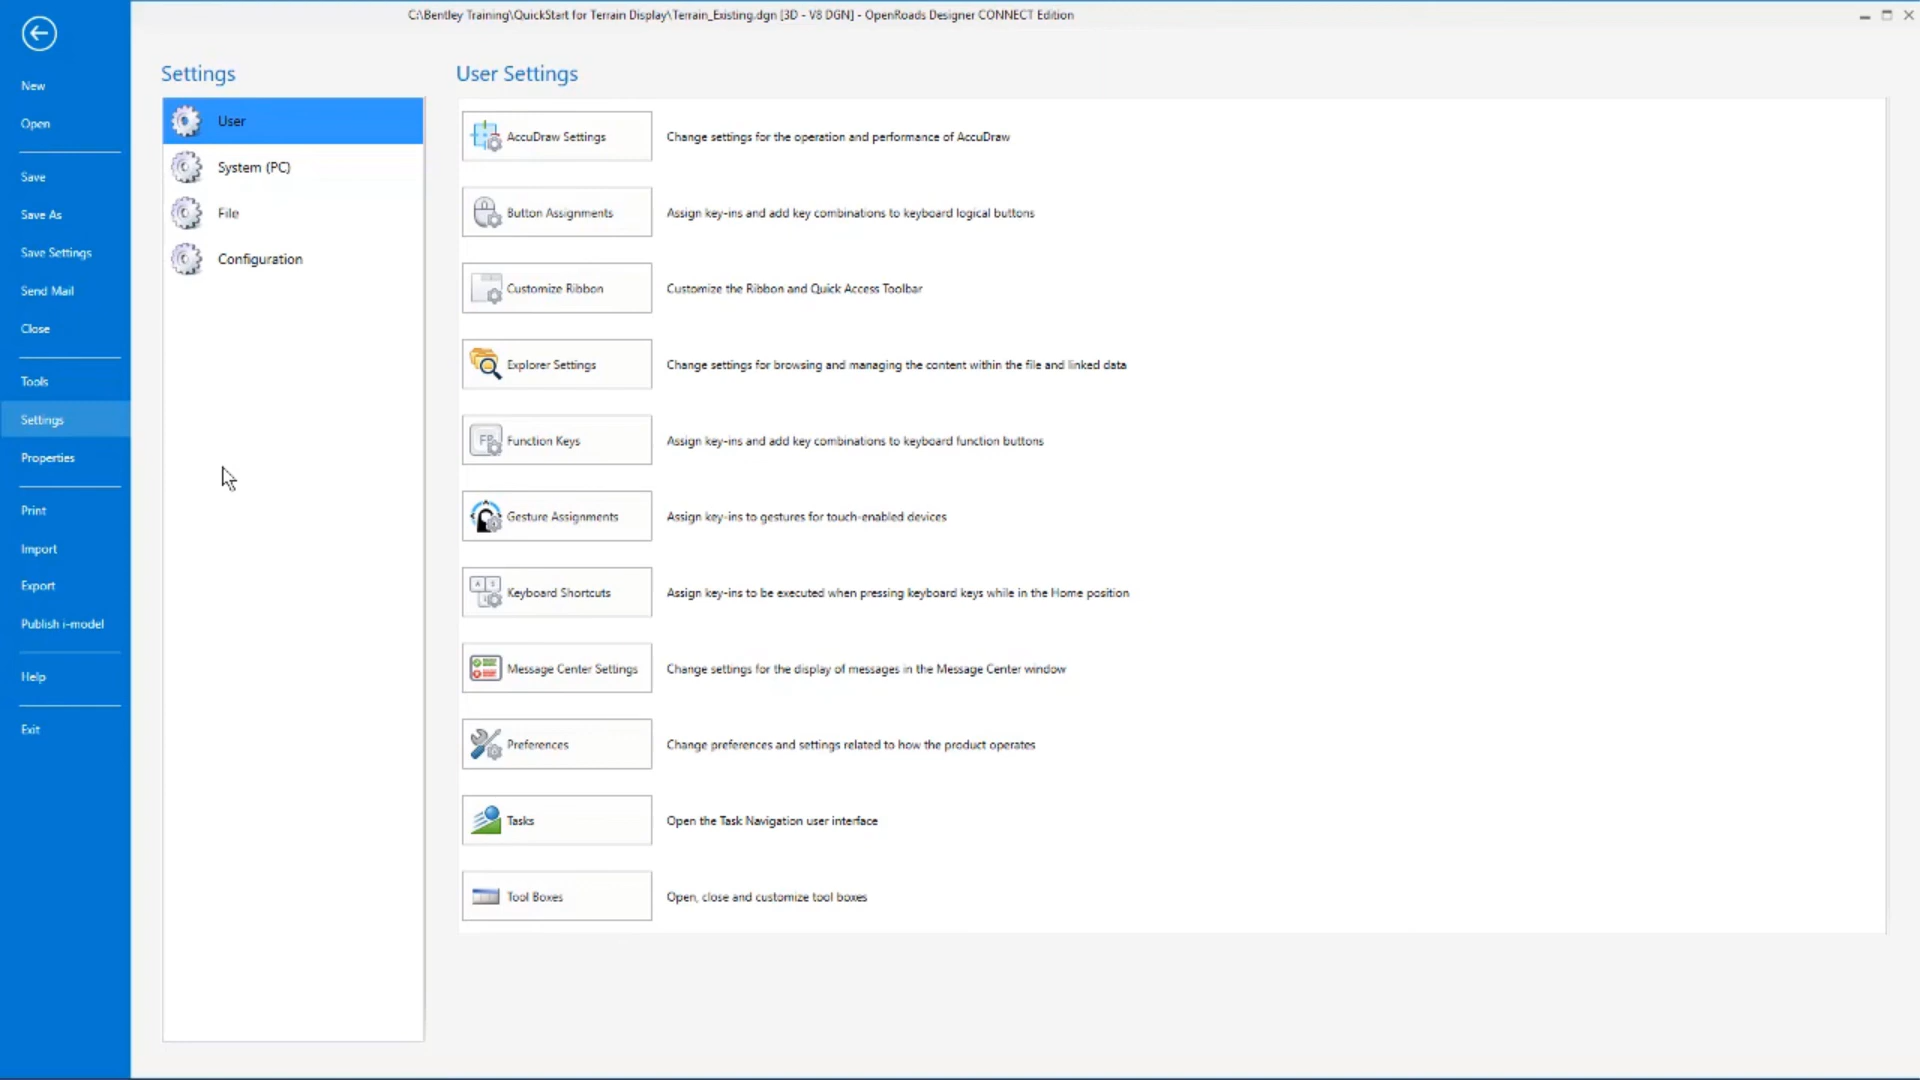 C:\Bentley Training\QuickStart for Terrain Display\Terrain_Existing.dgn [3D - V8 DGN] - OpenRoads Designer CONNECT Edition
New
Open
Save
Save As
Save Settings
Send Mail
Close
Tools
Settings
Properties
Print
Import
Export
Publish i-model
Help
Exit
Settings
User
System (PC)
File
Configuration
User Settings
AccuDraw Settings Change settings for the operation and performance of AccuDraw
Button Assignments Assign key-ins and add key combinations to keyboard logical buttons
Customize Ribbon Customize the Ribbon and Quick Access Toolbar
Explorer Settings Change settings for browsing and managing the content within the file and linked data
Function Keys Assign key-ins and add key combinations to keyboard function buttons
Gesture Assignments Assign key-ins to gestures for touch-enabled devices
Keyboard Shortcuts Assign key-ins to be executed when pressing keyboard keys while in the Home position
Message Center Settings Change settings for the display of messages in the Message Center window
Preferences Change preferences and settings related to how the product operates
Tasks Open the Task Navigation user interface
Tool Boxes Open, close and customize tool boxes